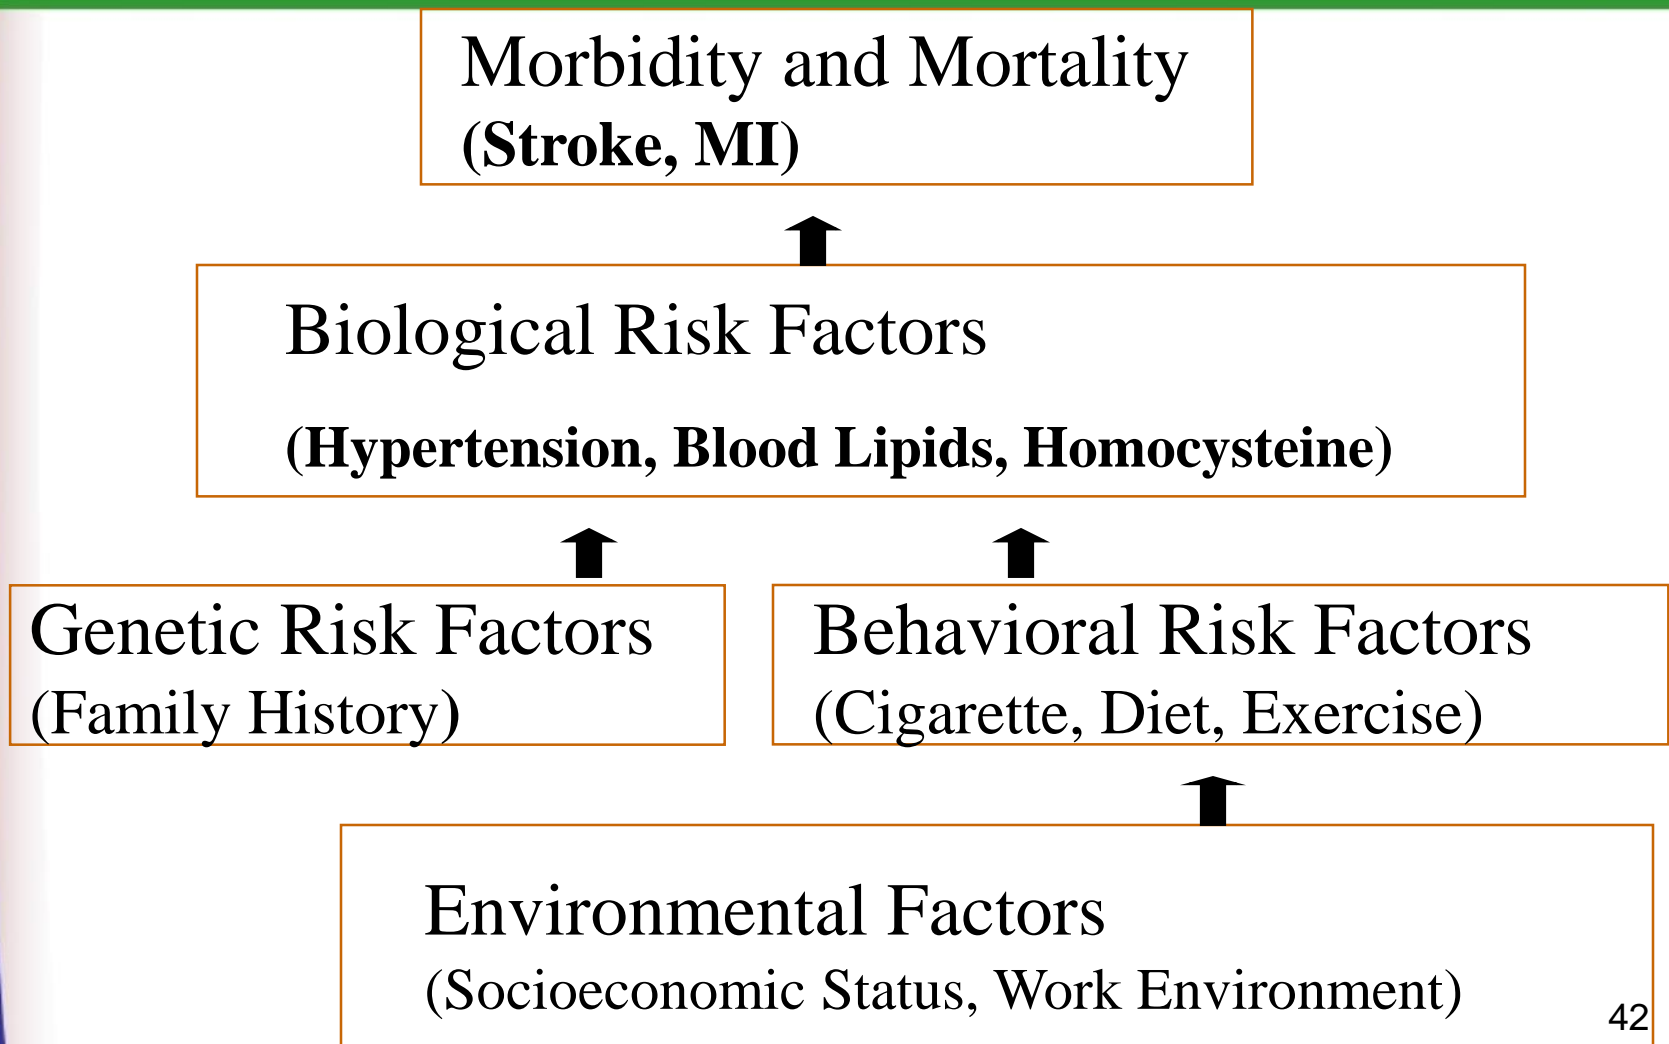 Morbidity and Mortality
(Stroke, MI)
Biological Risk Factors
(Hypertension, Blood Lipids, Homocysteine)
Genetic Risk Factors
(Family History)
Behavioral Risk Factors
(Cigarette, Diet, Exercise)
Environmental Factors
(Socioeconomic Status, Work Environment)
42